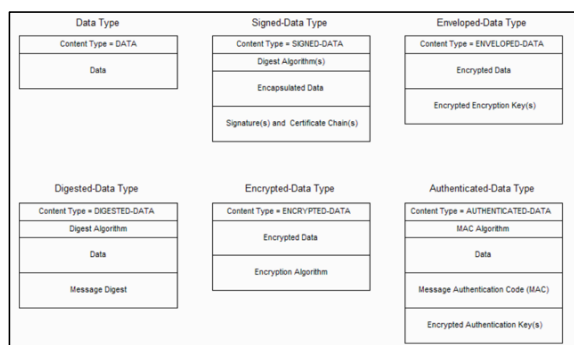 Data Type
Content Type = DATA
Data
Signed-Data Type
Content Type = SIGNED-DATA
Digest Algorithm(s)
Encapsulated Data
Signature(s) and Certificate Chain(s)
Enveloped-Data Type
Content Type = ENVELOPED-DATA
Encrypted Data
Encrypted Encryption Key(s)
Digested-Data Type
Content Type = DIGESTED-DATA
Digest Algorithm
Data
Message Digest
Encrypted-Data Type
Content Type = ENCRYPTED-DATA
Encrypted Data
Encryption Algorithm
Authenticated-Data Type
Content Type = AUTHENTICATED-DATA
MAC Algorithm
Data
Message Authentication Code (MAC)
Encrypted Authentication Key(s)